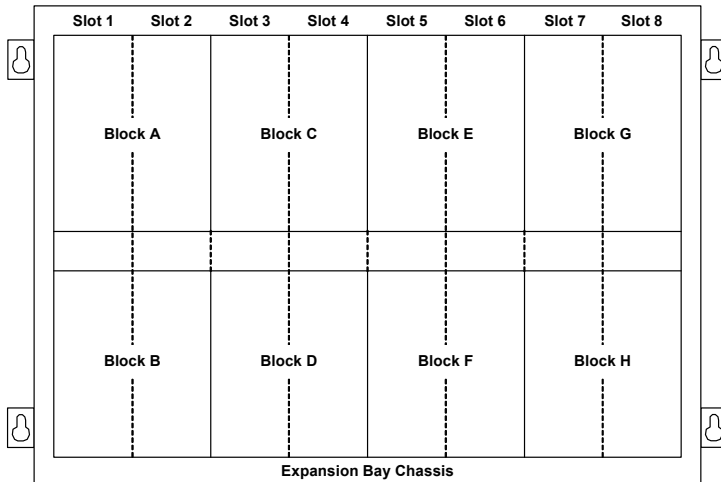 Slot 1 Slot 2 Slot 3 Slot 4 Slot 5 Slot 6 Slot 7 Slot 8
Block A Block C Block E Block G
Block B Block D Block F Block H
Expansion Bay Chassis